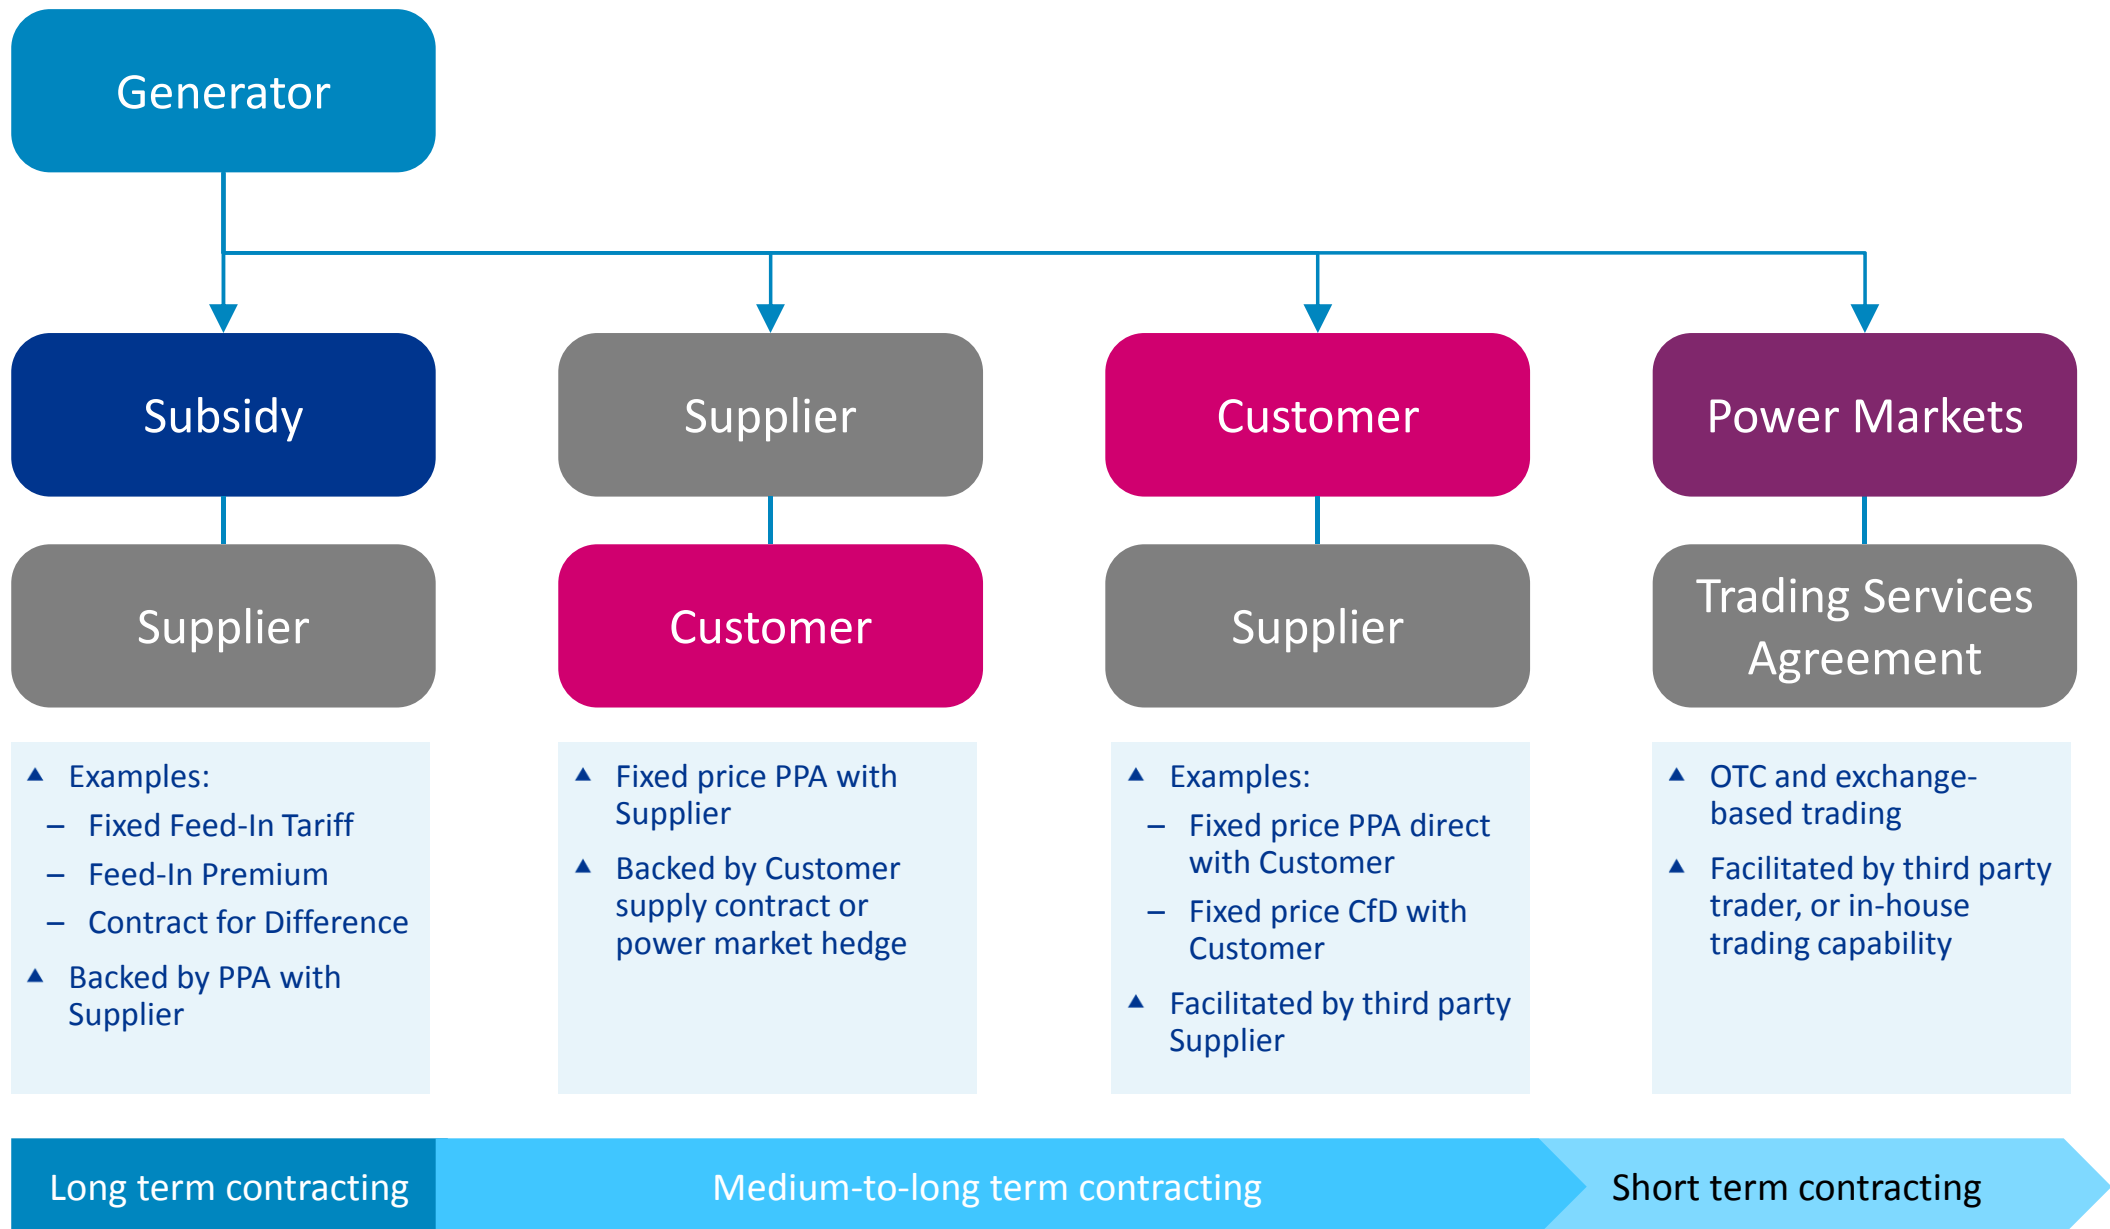 Generator
Subsidy
Supplier
Customer
Power Markets
Supplier
Customer
Supplier
Trading Services
Agreement
▲ Examples:
– Fixed Feed-In Tariff
– Feed-In Premium
– Contract for Difference
▲ Backed by PPA with
Supplier
▲ Fixed price PPA with
Supplier
▲ Backed by Customer
supply contract or
power market hedge
▲ Examples:
– Fixed price PPA direct
with Customer
– Fixed price CfD with
Customer
▲ Facilitated by third party
Supplier
▲ OTC and exchange-
based trading
▲ Facilitated by third party
trader, or in-house
trading capability
Long term contracting
Medium-to-long term contracting
Short term contracting